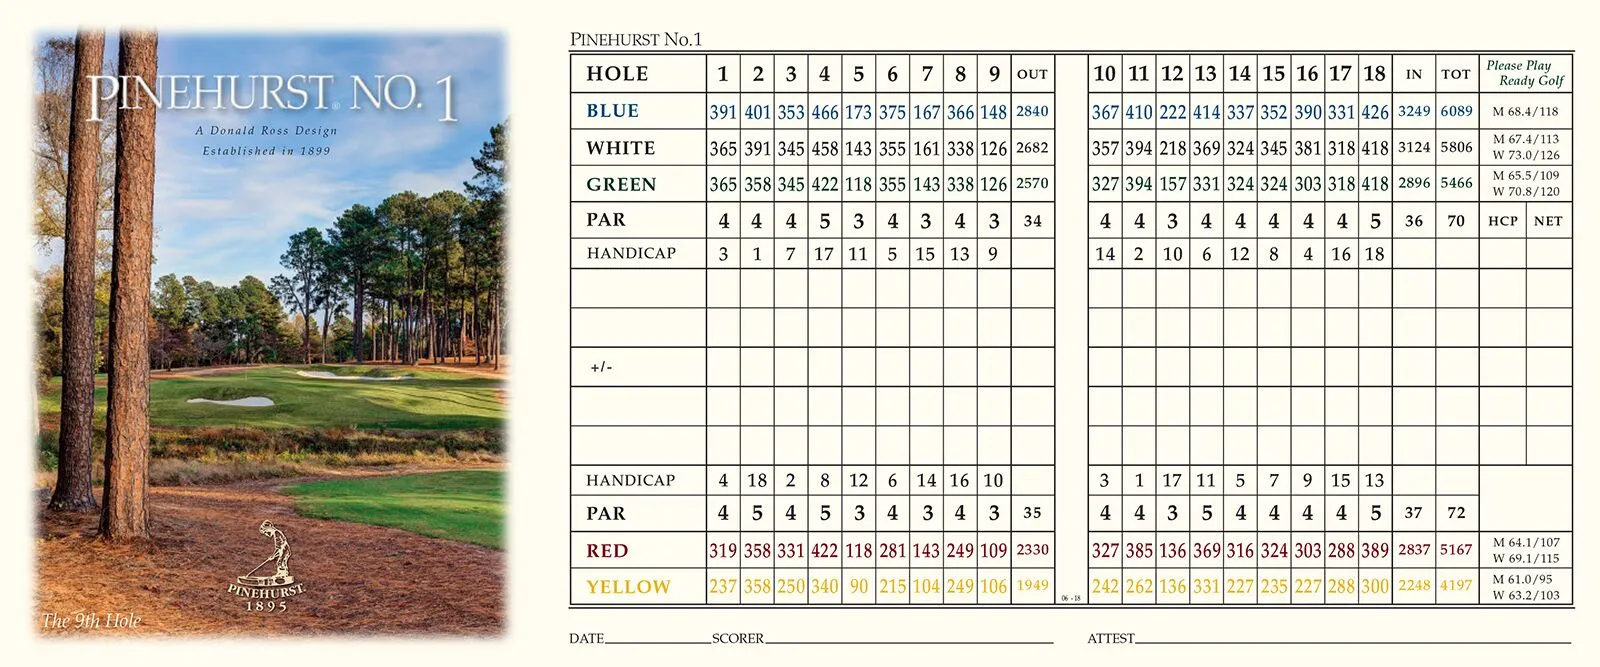 PINEHURST® NO. 1
A Donald Ross Design
Established in 1899
PINEHURST
1895
The 9th Hole
PINEHURST No.1
HOLE 1 2 3 4 5 6 7 8 9 OUT 10 11 12 13 14 15 16 17 18 IN TOT Please Play Ready Golf
BLUE 391 401 353 466 173 375 167 366 148 2840 367 410 222 414 337 352 390 331 426 3249 6089 M 68.4/118
WHITE 365 391 345 458 143 355 161 338 126 2682 357 394 218 369 324 345 381 318 418 3124 5806 M 67.4/113 W 73.0/126
GREEN 365 358 345 422 118 355 143 338 126 2570 327 394 157 331 324 324 303 318 418 2896 5466 M 65.5/109 W 70.8/120
PAR 4 4 4 5 3 4 3 4 3 34 4 4 3 4 4 4 4 4 5 36 70 HCP NET
HANDICAP 3 1 7 17 11 5 15 13 9 14 2 10 6 12 8 4 16 18
+/-
HANDICAP 4 18 2 8 12 6 14 16 10 3 1 17 11 5 7 9 15 13
PAR 4 5 4 5 3 4 3 4 3 35 4 4 3 5 4 4 4 4 5 37 72
RED 319 358 331 422 118 281 143 249 109 2330 327 385 136 369 316 324 303 288 389 2837 5167 M 64.1/107 W 69.1/115
YELLOW 237 358 250 340 90 215 104 249 106 1949 06 - 18 242 262 136 331 227 235 227 288 300 2248 4197 M 61.0/95 W 63.2/103
DATE SCORER ATTEST